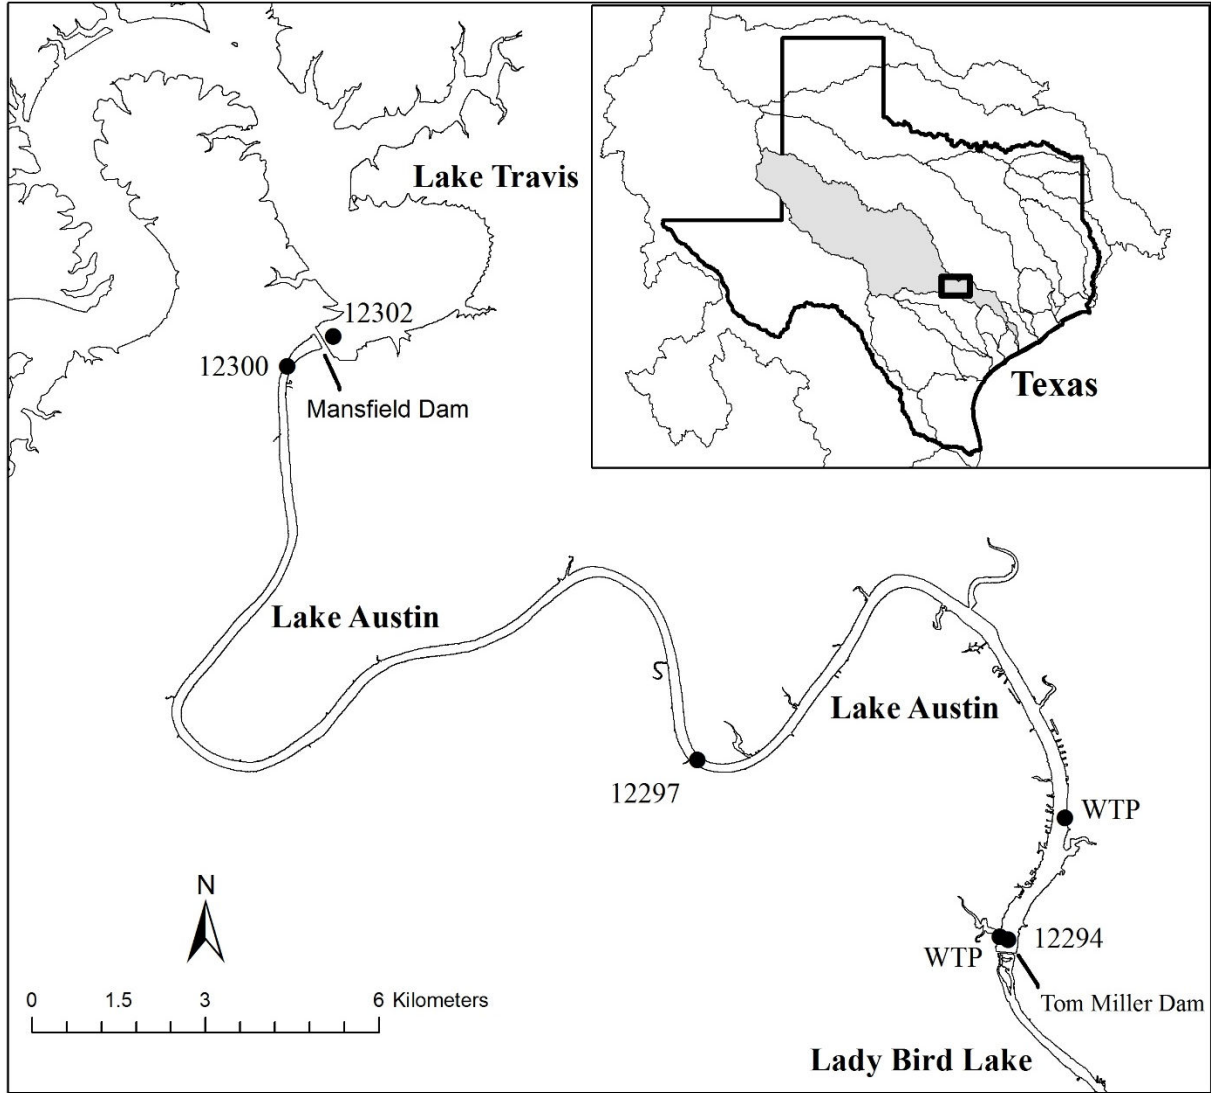 Lake Travis
12302
12300
Mansfield Dam
Texas
Lake Austin
Lake Austin
12297
WTP
N
12294
WTP
Tom Miller Dam
0 1.5 3 6 Kilometers
Lady Bird Lake